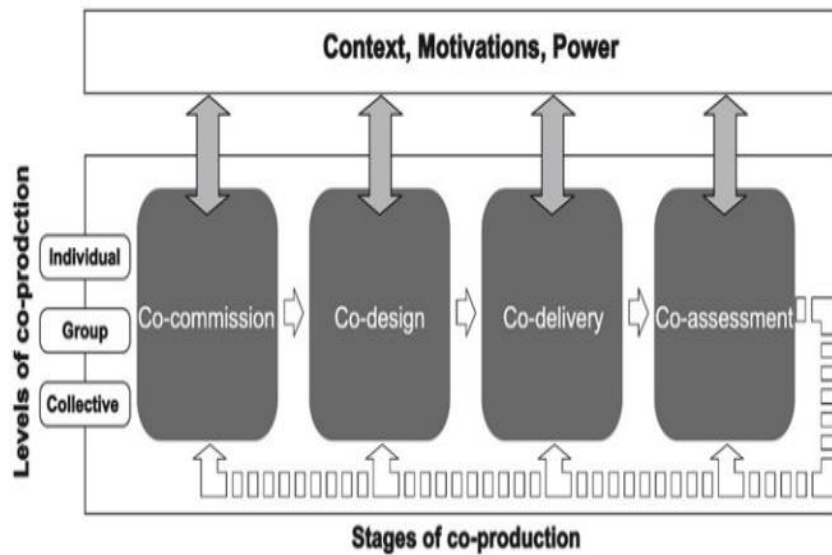 Context, Motivations, Power
Levels of co-prodction
Individual
Group
Collective
Co-commission
Co-design
Co-delivery
Co-assessment
Stages of co-production